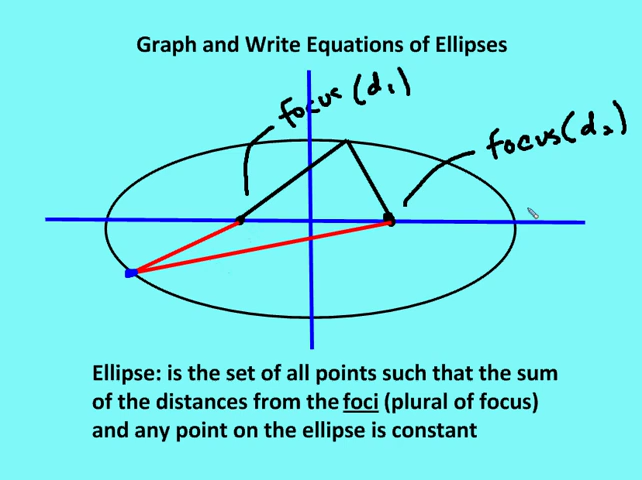 Graph and Write Equations of Ellipses
focus (d₁)
focus (d₂)
Ellipse: is the set of all points such that the sum
of the distances from the foci (plural of focus)
and any point on the ellipse is constant